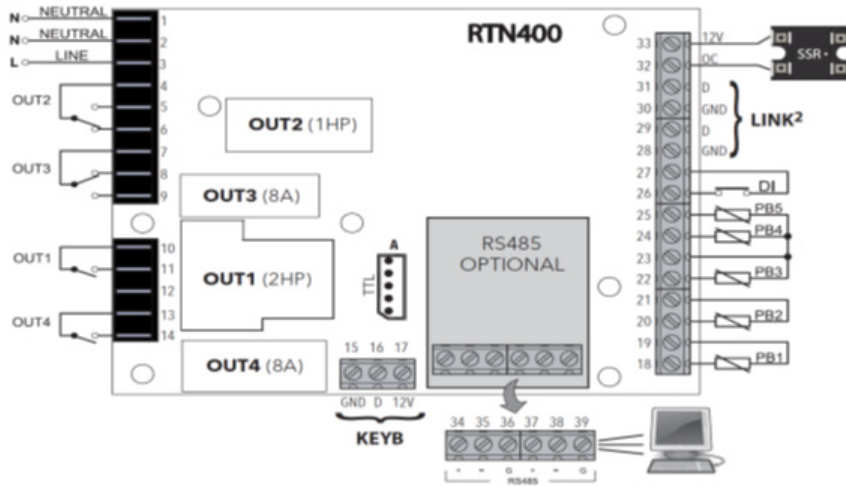 RTN400
N NEUTRAL 1
N NEUTRAL 2
L LINE 3
4
OUT2 5
6
7
OUT3 8
9
OUT1 10
11
12
OUT4 13
14
OUT2 (1HP)
OUT3 (8A)
OUT1 (2HP)
OUT4 (8A)
A
TTL
RS485
OPTIONAL
15 16 17
GND D 12V
KEYB
34 35 36 37 38 39
+ - G + - G
RS485
33 12V
32 OC
SSR
31 D
30 GND
29 D
28 GND
LINK²
27
26 DI
25 PB5
24 PB4
23
22 PB3
21
20 PB2
19
18 PB1